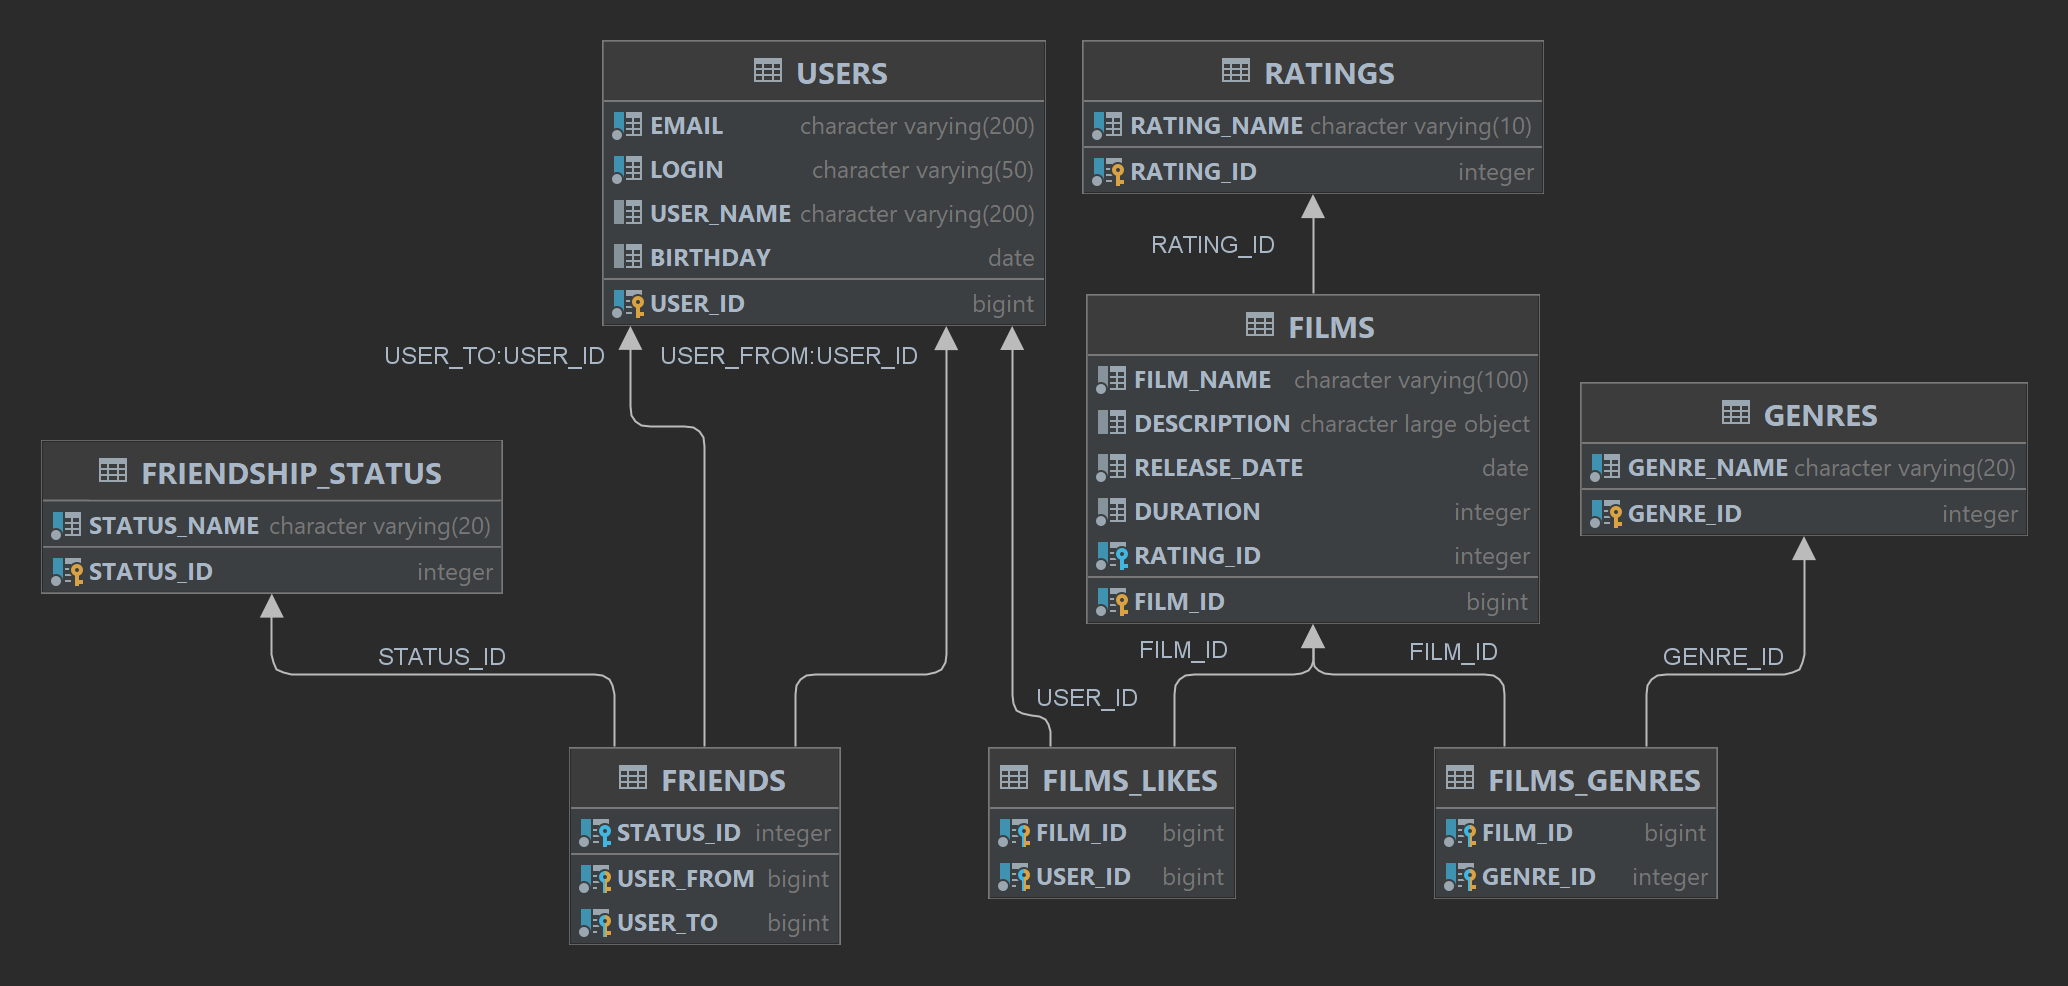 USERS
EMAIL character varying(200)
LOGIN character varying(50)
USER_NAME character varying(200)
BIRTHDAY date
USER_ID bigint
RATINGS
RATING_NAME character varying(10)
RATING_ID integer
RATING_ID
FILMS
FILM_NAME character varying(100)
DESCRIPTION character large object
RELEASE_DATE date
DURATION integer
RATING_ID integer
FILM_ID bigint
GENRES
GENRE_NAME character varying(20)
GENRE_ID integer
USER_TO:USER_ID
USER_FROM:USER_ID
FRIENDSHIP_STATUS
STATUS_NAME character varying(20)
STATUS_ID integer
STATUS_ID
USER_ID
FILM_ID
FILM_ID
GENRE_ID
FRIENDS
STATUS_ID integer
USER_FROM bigint
USER_TO bigint
FILMS_LIKES
FILM_ID bigint
USER_ID bigint
FILMS_GENRES
FILM_ID bigint
GENRE_ID integer